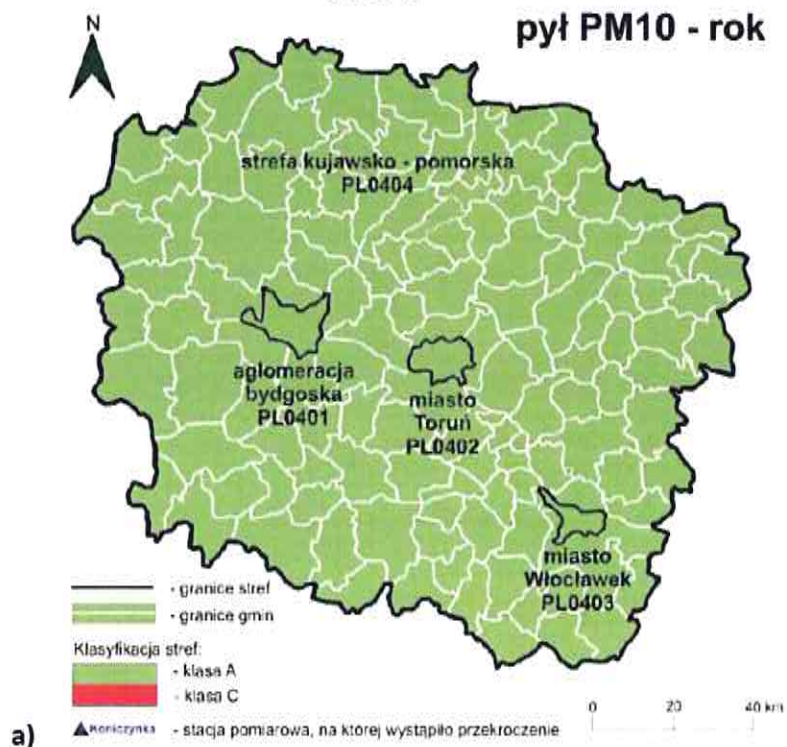 N
pył PM10 - rok
strefa kujawsko - pomorska
PL0404
aglomeracja
bydgoska
PL0401
miasto
Toruń
PL0402
miasto
Włocławek
PL0403
- granice stref
- granice gmin
Klasyfikacja stref:
- klasa A
- klasa C
Koniczynka - stacja pomiarowa, na której wystąpiło przekroczenie
0 20 40 km
a)